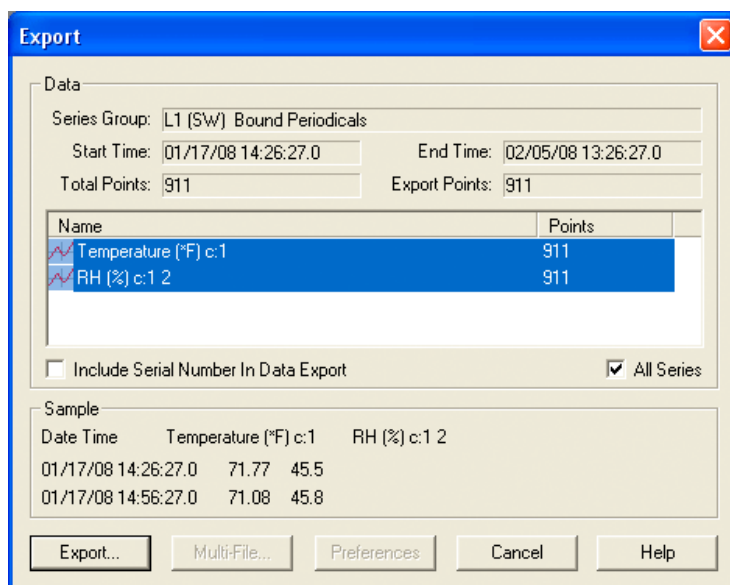 Export
Data
Series Group: L1 (SW)  Bound Periodicals
Start Time: 01/17/08 14:26:27.0 End Time: 02/05/08 13:26:27.0
Total Points: 911 Export Points: 911
Name Points
Temperature (*F) c:1 911
RH (%) c:1 2 911
Include Serial Number In Data Export All Series
Sample
Date Time Temperature (*F) c:1 RH (%) c:1 2
01/17/08 14:26:27.0 71.77 45.5
01/17/08 14:56:27.0 71.08 45.8
Export... Multi-File... Preferences Cancel Help